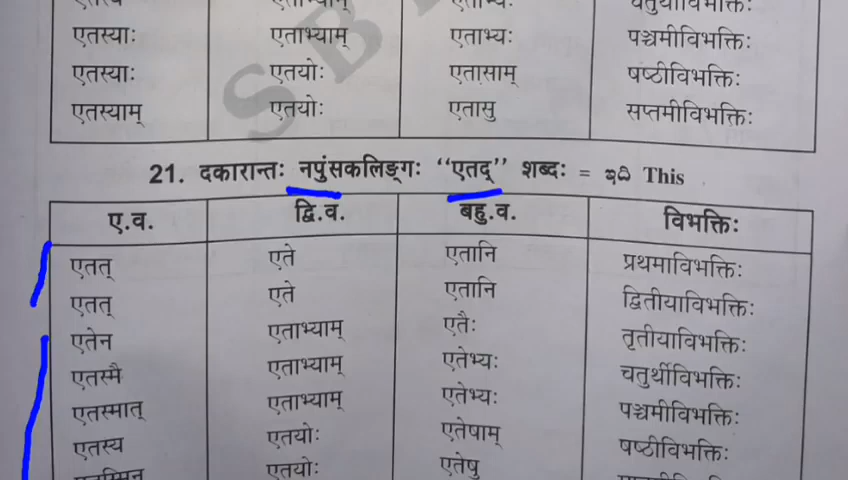 एतस्याः एताभ्याम् एताभ्यः पञ्चमीविभक्तिः
एतस्याः एतयोः एतासाम् षष्ठीविभक्तिः
एतस्याम् एतयोः एतासु सप्तमीविभक्तिः
21. दकारान्तः नपुंसकलिङ्गः "एतद्" शब्दः = ఇది This
ए.व. द्वि.व. बहु.व. विभक्तिः
एतत् एते एतानि प्रथमाविभक्तिः
एतत् एते एतानि द्वितीयाविभक्तिः
एतेन एताभ्याम् एतैः तृतीयाविभक्तिः
एतस्मै एताभ्याम् एतेभ्यः चतुर्थीविभक्तिः
एतस्मात् एताभ्याम् एतेभ्यः पञ्चमीविभक्तिः
एतस्य एतयोः एतेषाम् षष्ठीविभक्तिः
एतयोः एतेषु